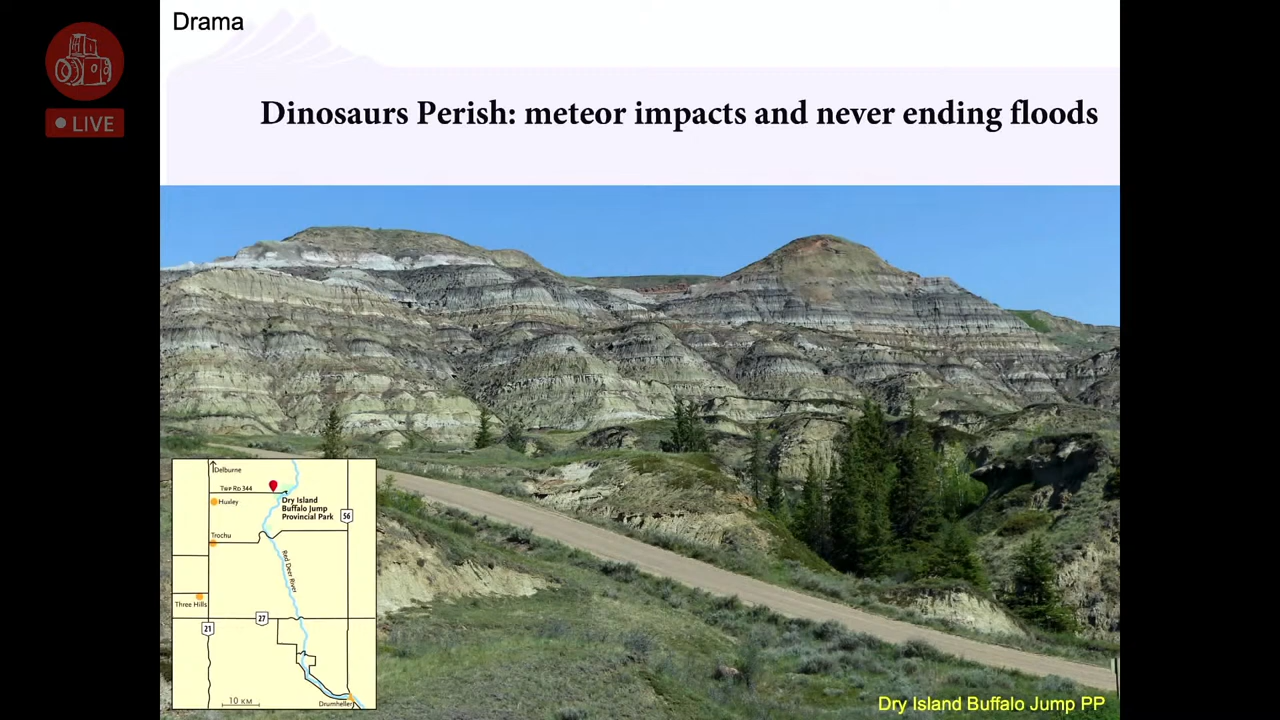 Drama
LIVE
Dinosaurs Perish: meteor impacts and never ending floods
Delburne
Twp Rd 344
Huxley
Dry Island
Buffalo Jump
Provincial Park
56
Trochu
Red Deer River
Three Hills
27
21
10 KM
Drumheller
Dry Island Buffalo Jump PP